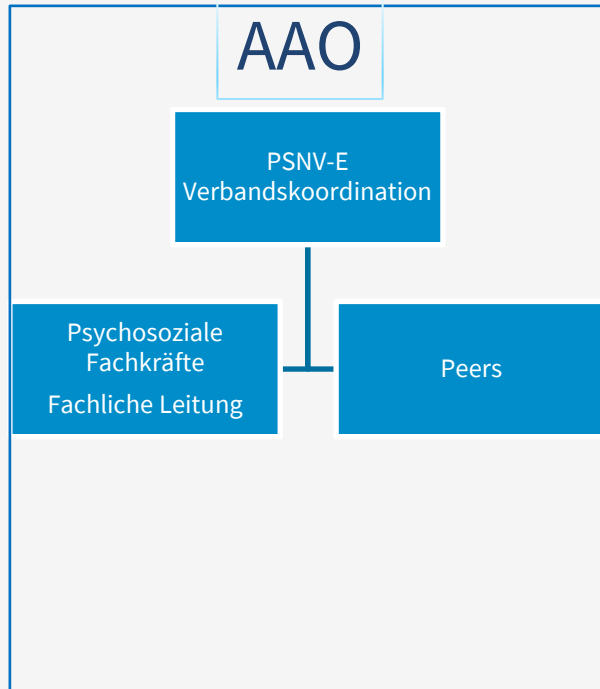 AAO
PSNV-E
Verbandskoordination
Psychosoziale
Fachkräfte
Fachliche Leitung
Peers